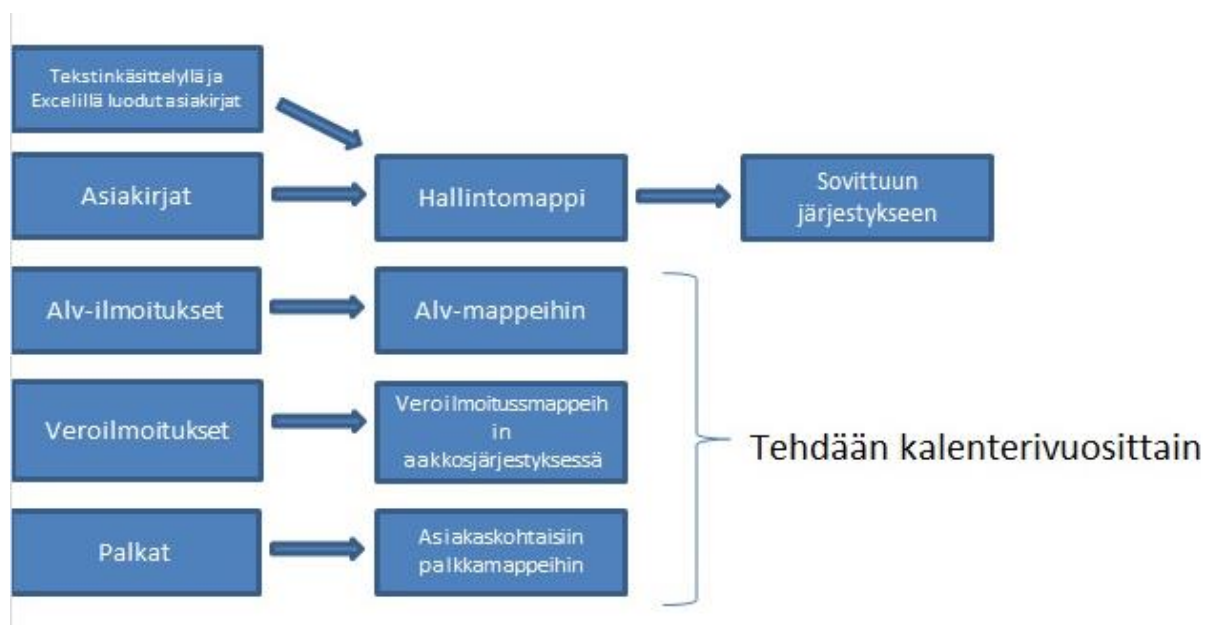 Tekstinkäsittelyllä ja
Excelillä luodut asiakirjat
Asiakirjat
Hallintomappi
Sovittuun
järjestykseen
Alv-ilmoitukset
Alv-mappeihin
Veroilmoitukset
Veroilmoitussmappeih
in
aakkosjärjestyksessä
Tehdään kalenterivuosittain
Palkat
Asiakaskohtaisiin
palkkamappeihin